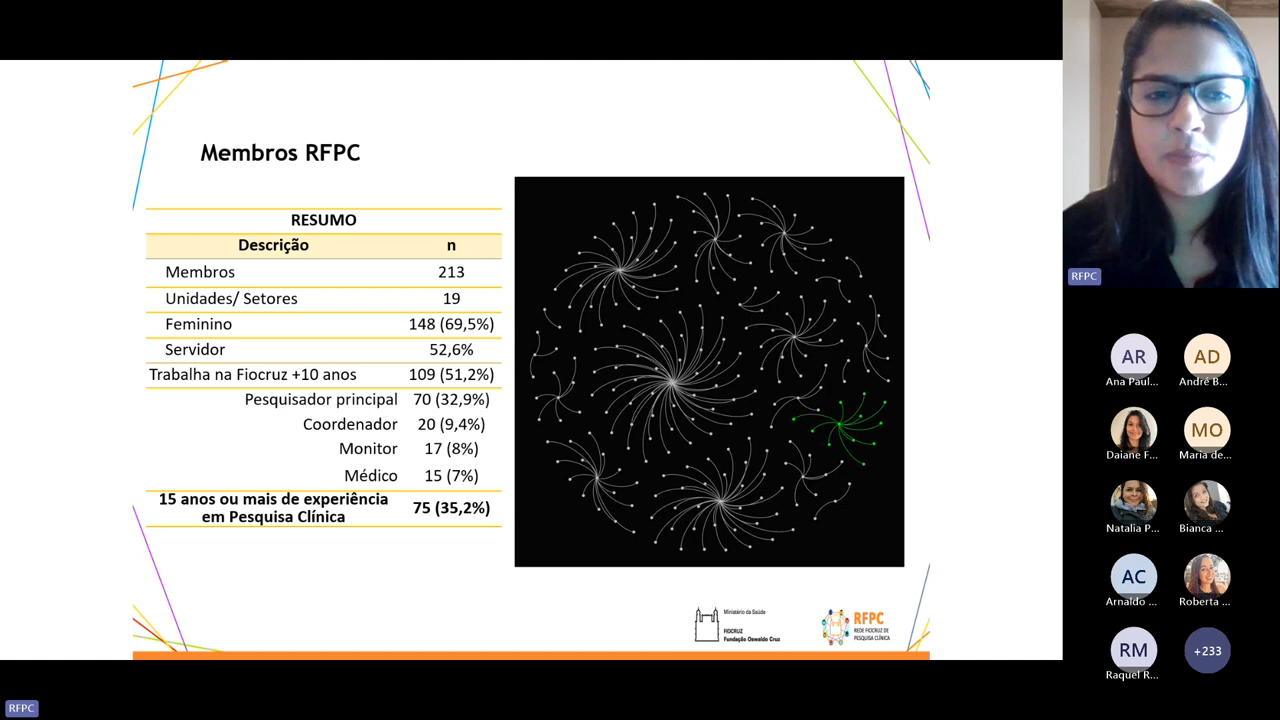 Membros RFPC
RESUMO
Descrição n
Membros 213
Unidades/ Setores 19
Feminino 148 (69,5%)
Servidor 52,6%
Trabalha na Fiocruz +10 anos 109 (51,2%)
Pesquisador principal 70 (32,9%)
Coordenador 20 (9,4%)
Monitor 17 (8%)
Médico 15 (7%)
15 anos ou mais de experiência
em Pesquisa Clínica 75 (35,2%)
Ministério da Saúde
FIOCRUZ
Fundação Oswaldo Cruz
RFPC
REDE FIOCRUZ DE
PESQUISA CLÍNICA
RFPC
AR AD
Ana Paul... André B...
MO
Daiane F... Maria de...
Natalia P... Bianca ...
AC
Arnaldo ... Roberta ...
RM +233
Raquel R...
RFPC